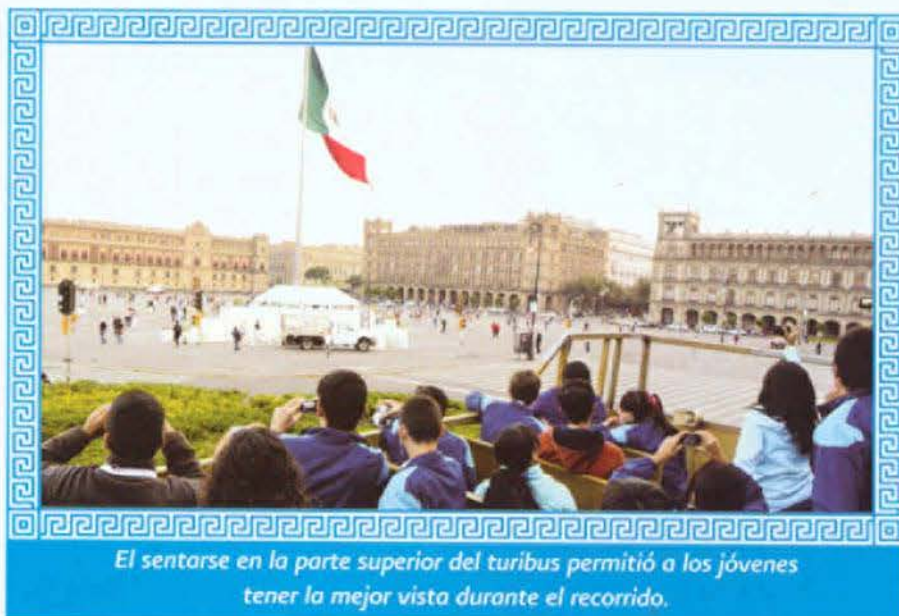 El sentarse en la parte superior del turibus permitió a los jóvenes
tener la mejor vista durante el recorrido.